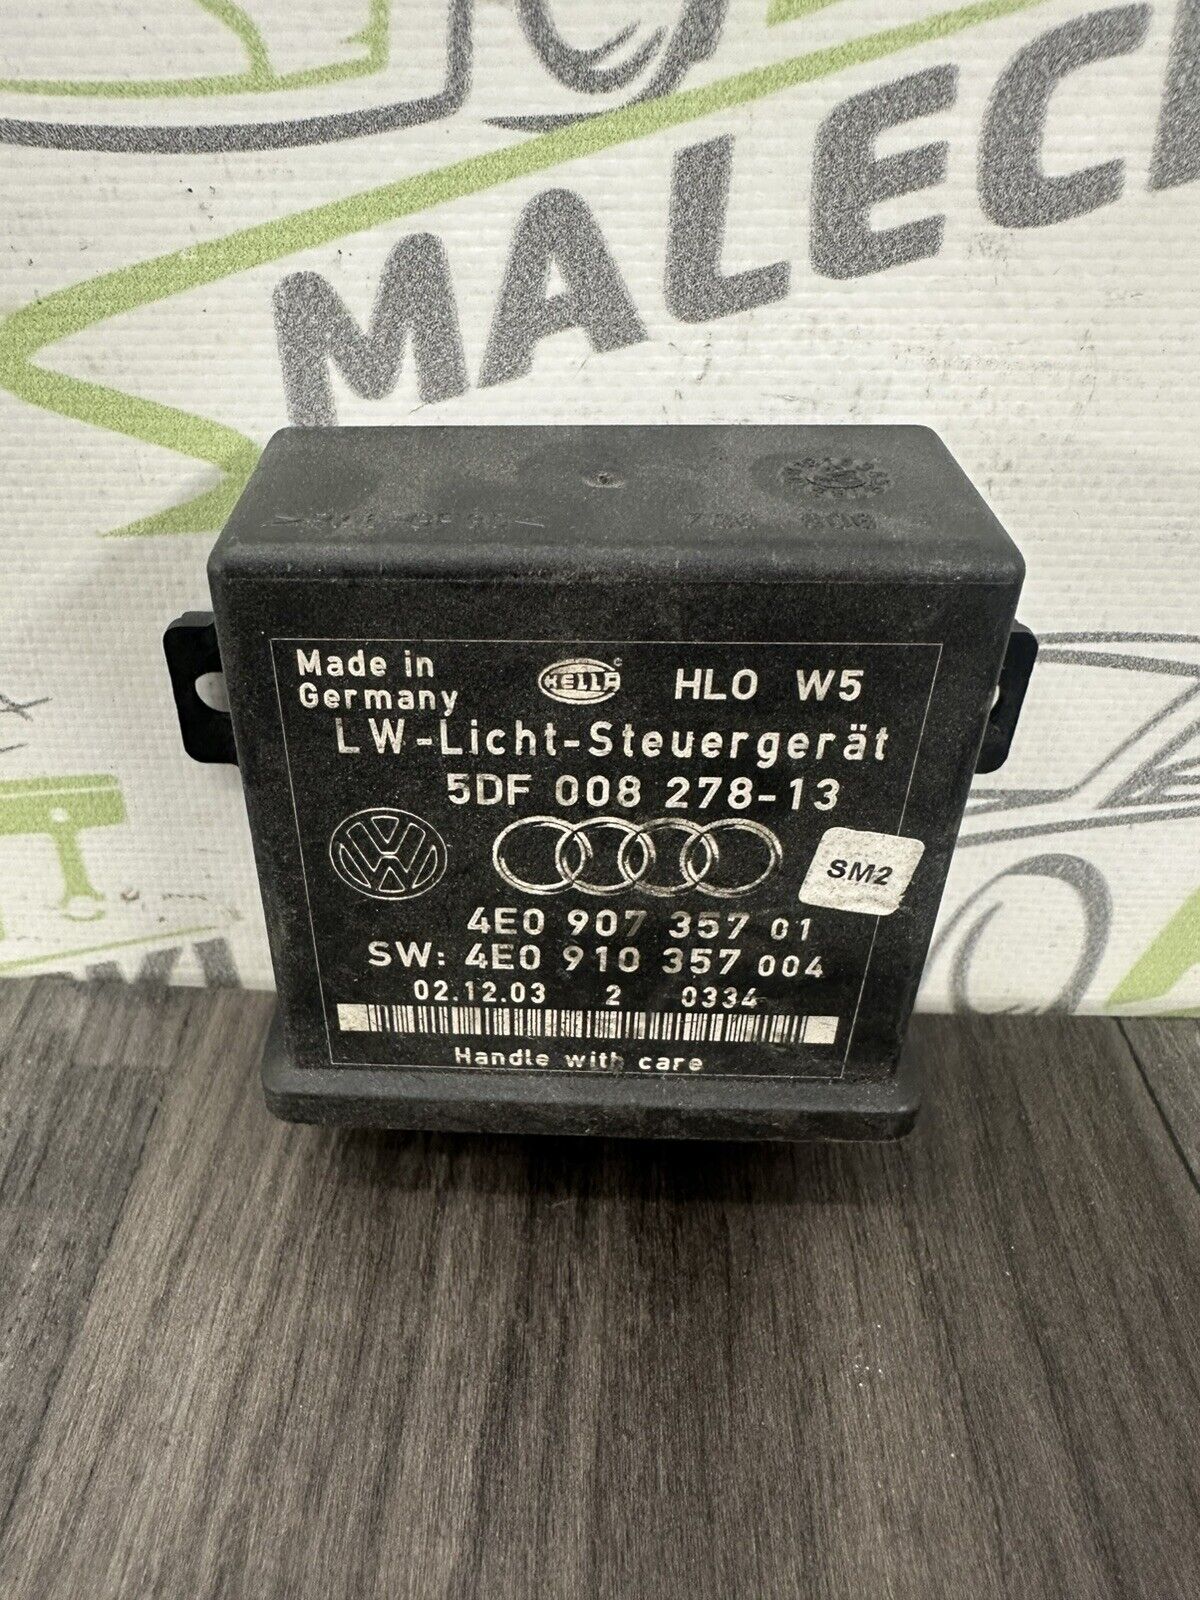 MALEC
Made in
Germany
HELLA
HLO W5
LW-Licht-Steuergerät
5DF 008 278-13
SM2
4E0 907 357 01
SW: 4E0 910 357 004
02.12.03 2 0334
Handle with care